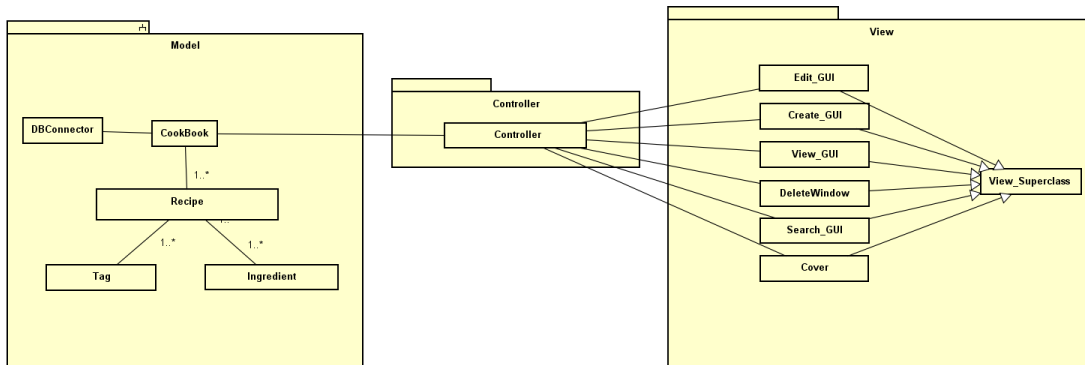 Model
DBConnector
CookBook
1..*
Recipe
1..*
1..*
Tag
Ingredient
Controller
Controller
View
Edit_GUI
Create_GUI
View_GUI
DeleteWindow
Search_GUI
Cover
View_Superclass